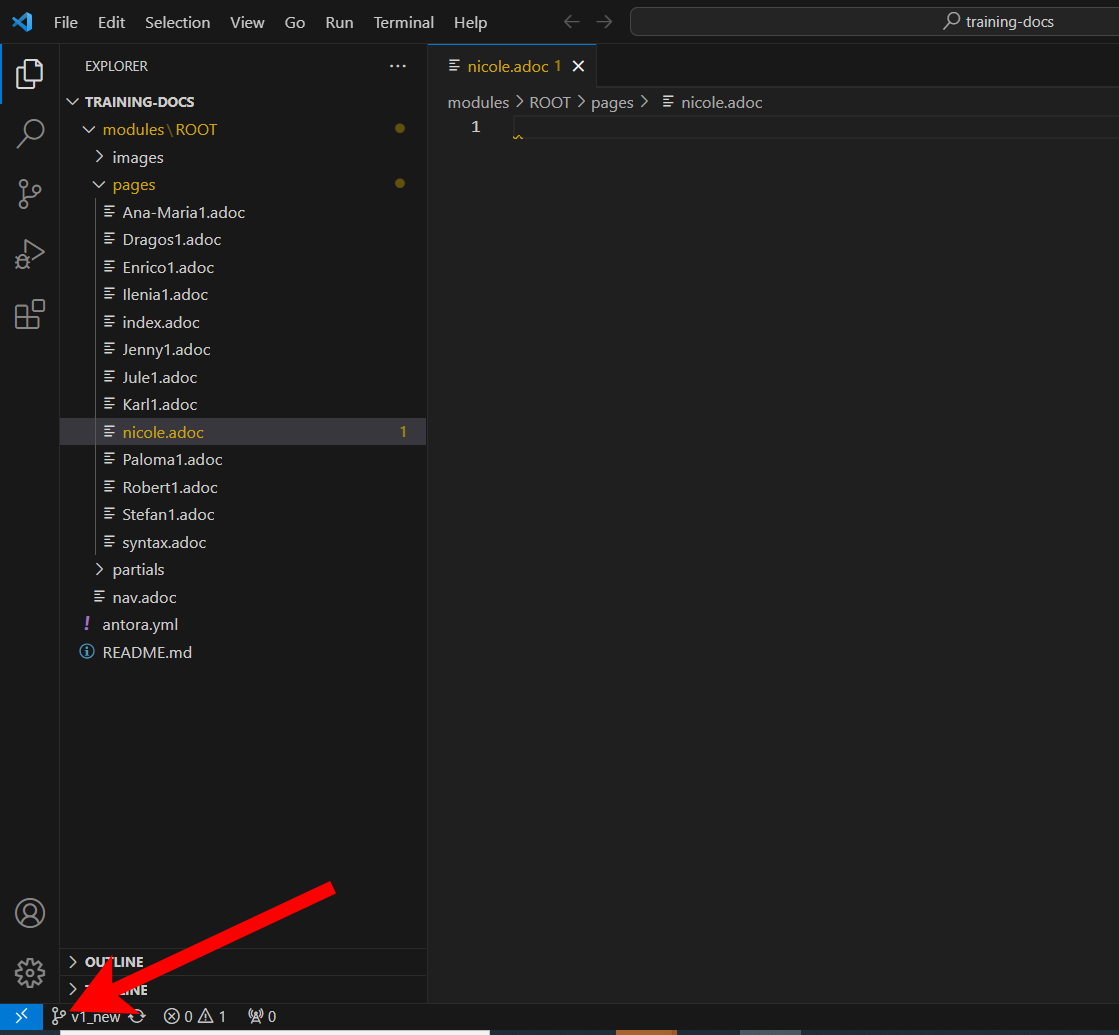 File Edit Selection View Go Run Terminal Help training-docs
EXPLORER
TRAINING-DOCS
modules\ROOT
images
pages
Ana-Maria1.adoc
Dragos1.adoc
Enrico1.adoc
Ilenia1.adoc
index.adoc
Jenny1.adoc
Jule1.adoc
Karl1.adoc
nicole.adoc 1
Paloma1.adoc
Robert1.adoc
Stefan1.adoc
syntax.adoc
partials
nav.adoc
antora.yml
README.md
OUTLINE
nicole.adoc 1
modules > ROOT > pages > nicole.adoc
1
v1_new 0 1 0